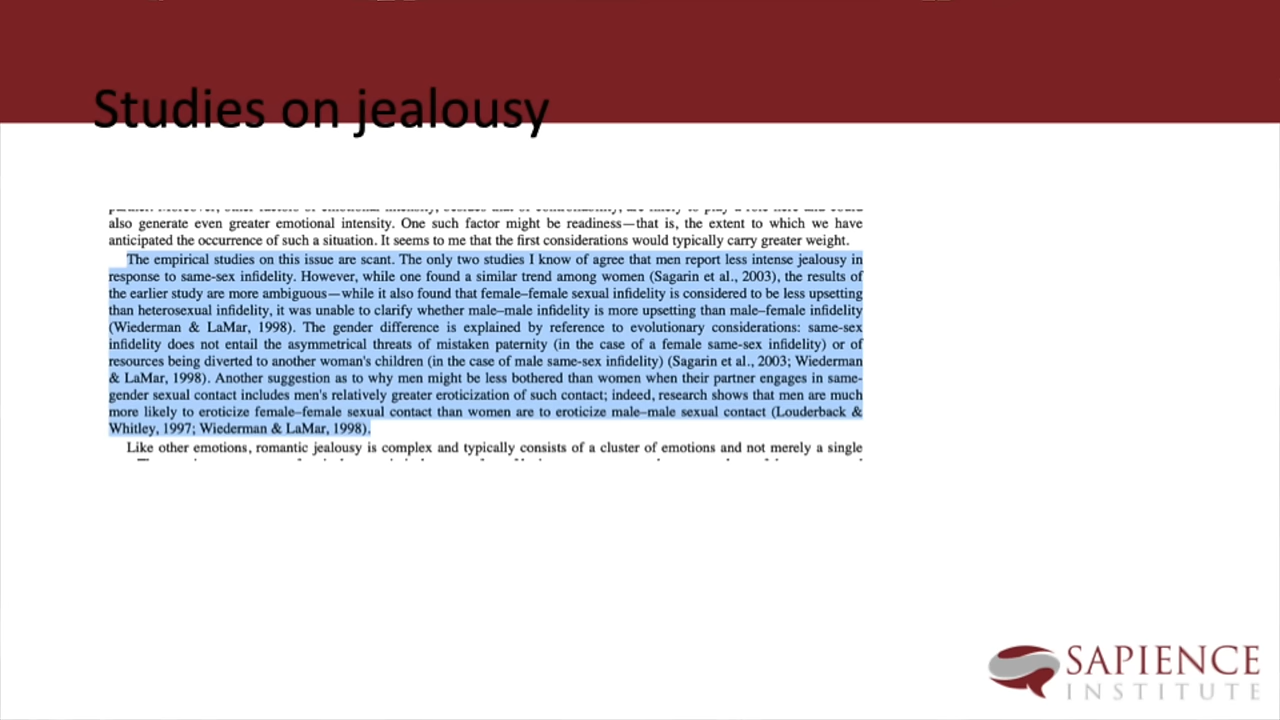 Studies on jealousy
also generate even greater emotional intensity. One such factor might be readiness—that is, the extent to which we have
anticipated the occurrence of such a situation. It seems to me that the first considerations would typically carry greater weight.
The empirical studies on this issue are scant. The only two studies I know of agree that men report less intense jealousy in
response to same-sex infidelity. However, while one found a similar trend among women (Sagarin et al., 2003), the results of
the earlier study are more ambiguous—while it also found that female–female sexual infidelity is considered to be less upsetting
than heterosexual infidelity, it was unable to clarify whether male–male infidelity is more upsetting than male–female infidelity
(Wiederman & LaMar, 1998). The gender difference is explained by reference to evolutionary considerations: same-sex
infidelity does not entail the asymmetrical threats of mistaken paternity (in the case of a female same-sex infidelity) or of
resources being diverted to another woman's children (in the case of male same-sex infidelity) (Sagarin et al., 2003; Wiederman
& LaMar, 1998). Another suggestion as to why men might be less bothered than women when their partner engages in same-
gender sexual contact includes men's relatively greater eroticization of such contact; indeed, research shows that men are much
more likely to eroticize female–female sexual contact than women are to eroticize male–male sexual contact (Louderback &
Whitley, 1997; Wiederman & LaMar, 1998).
Like other emotions, romantic jealousy is complex and typically consists of a cluster of emotions and not merely a single
SAPIENCE
INSTITUTE